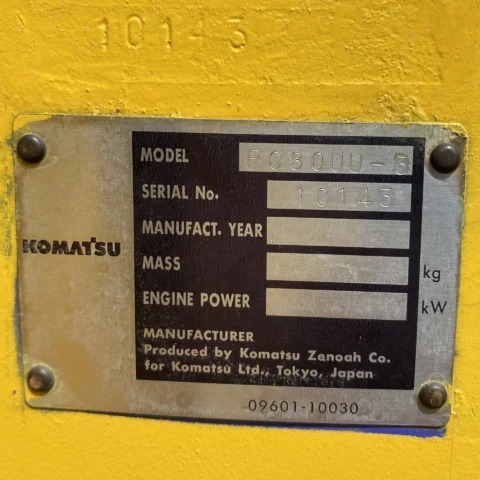 10143
KOMATSU
MODEL PC30UU-3
SERIAL No. 10143
MANUFACT. YEAR
MASS kg
ENGINE POWER kW
MANUFACTURER
Produced by Komatsu Zenoah Co.
for Komatsu Ltd., Tokyo, Japan
09601-10030